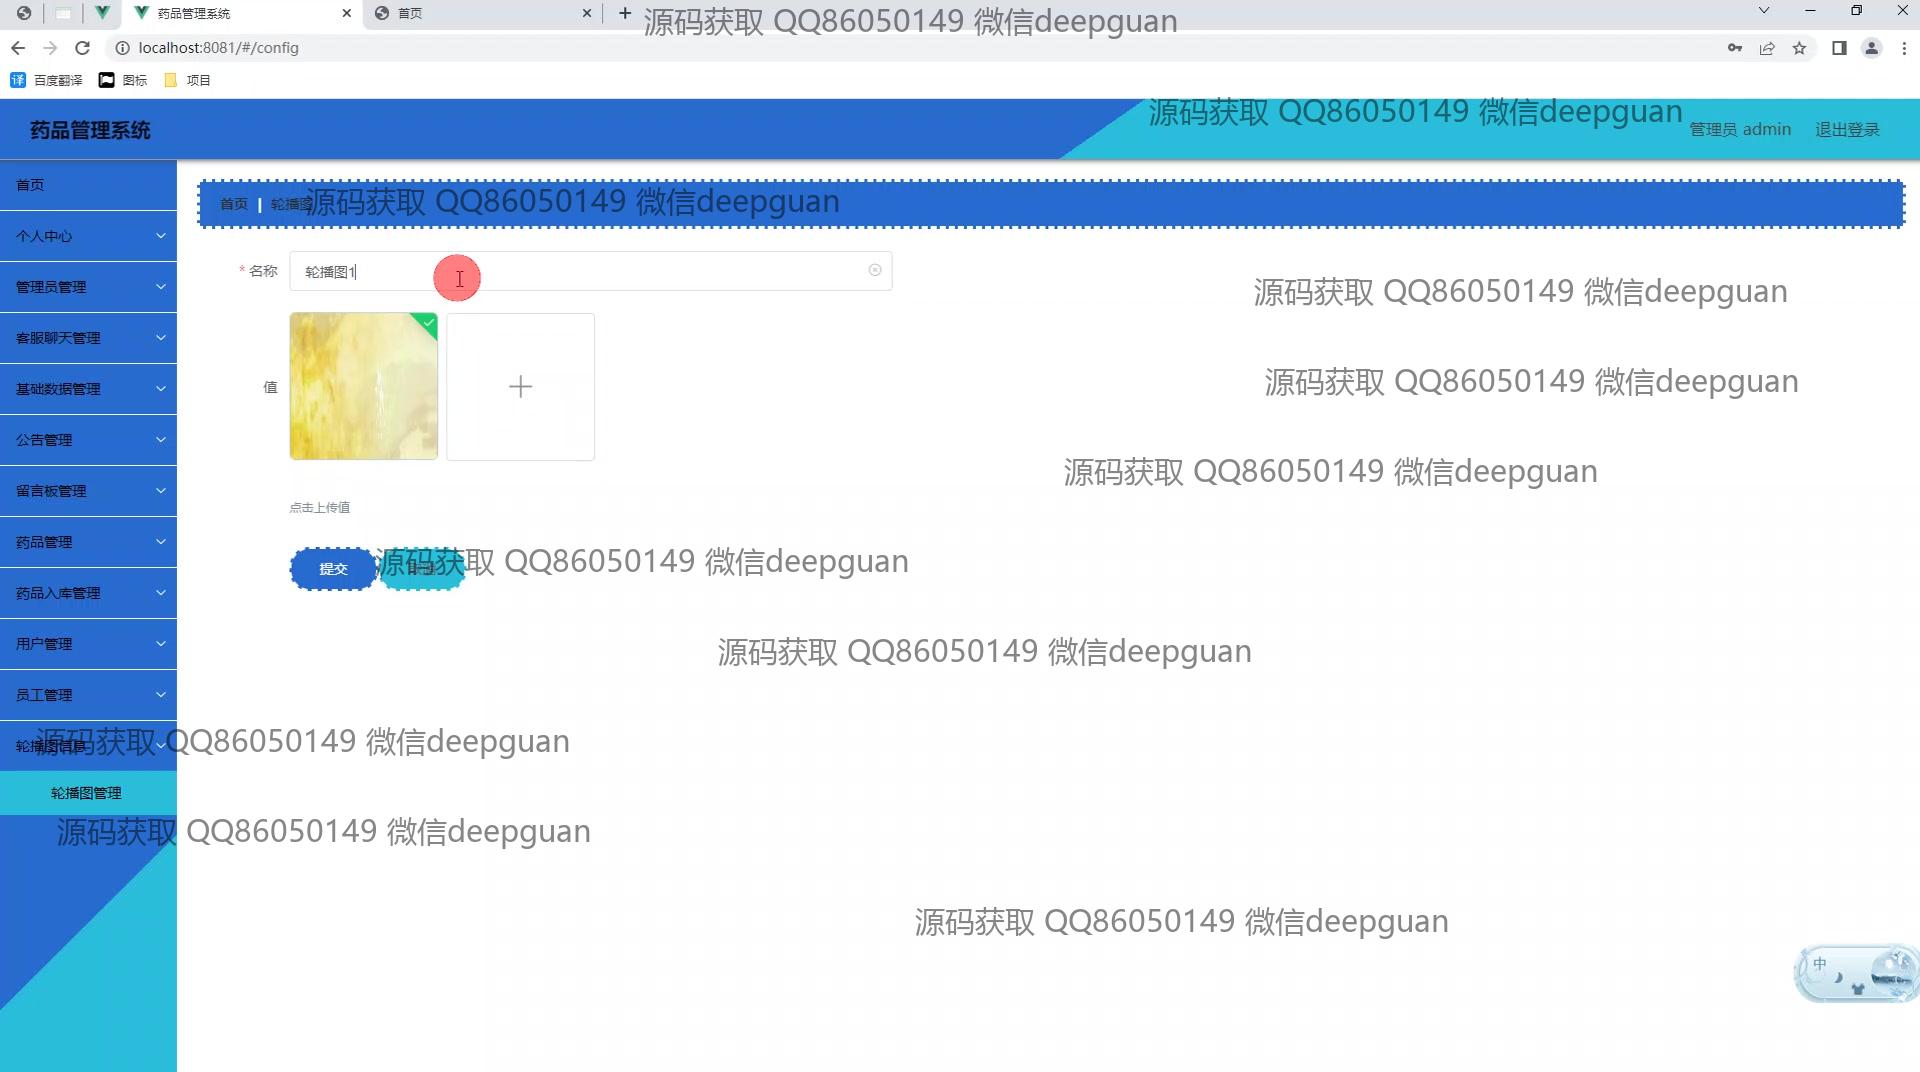 药品管理系统
首页
源码获取 QQ86050149 微信deepguan
localhost:8081/#/config
百度翻译
图标
项目
药品管理系统
源码获取 QQ86050149 微信deepguan
管理员 admin
退出登录
首页
个人中心
管理员管理
客服聊天管理
基础数据管理
公告管理
留言板管理
药品管理
药品入库管理
用户管理
员工管理
轮播图信息
轮播图管理
首页 | 轮播图
源码获取 QQ86050149 微信deepguan
* 名称
轮播图1
源码获取 QQ86050149 微信deepguan
值
源码获取 QQ86050149 微信deepguan
源码获取 QQ86050149 微信deepguan
点击上传值
提交
源码获取 QQ86050149 微信deepguan
源码获取 QQ86050149 微信deepguan
源码获取 QQ86050149 微信deepguan
源码获取 QQ86050149 微信deepguan
源码获取 QQ86050149 微信deepguan
中